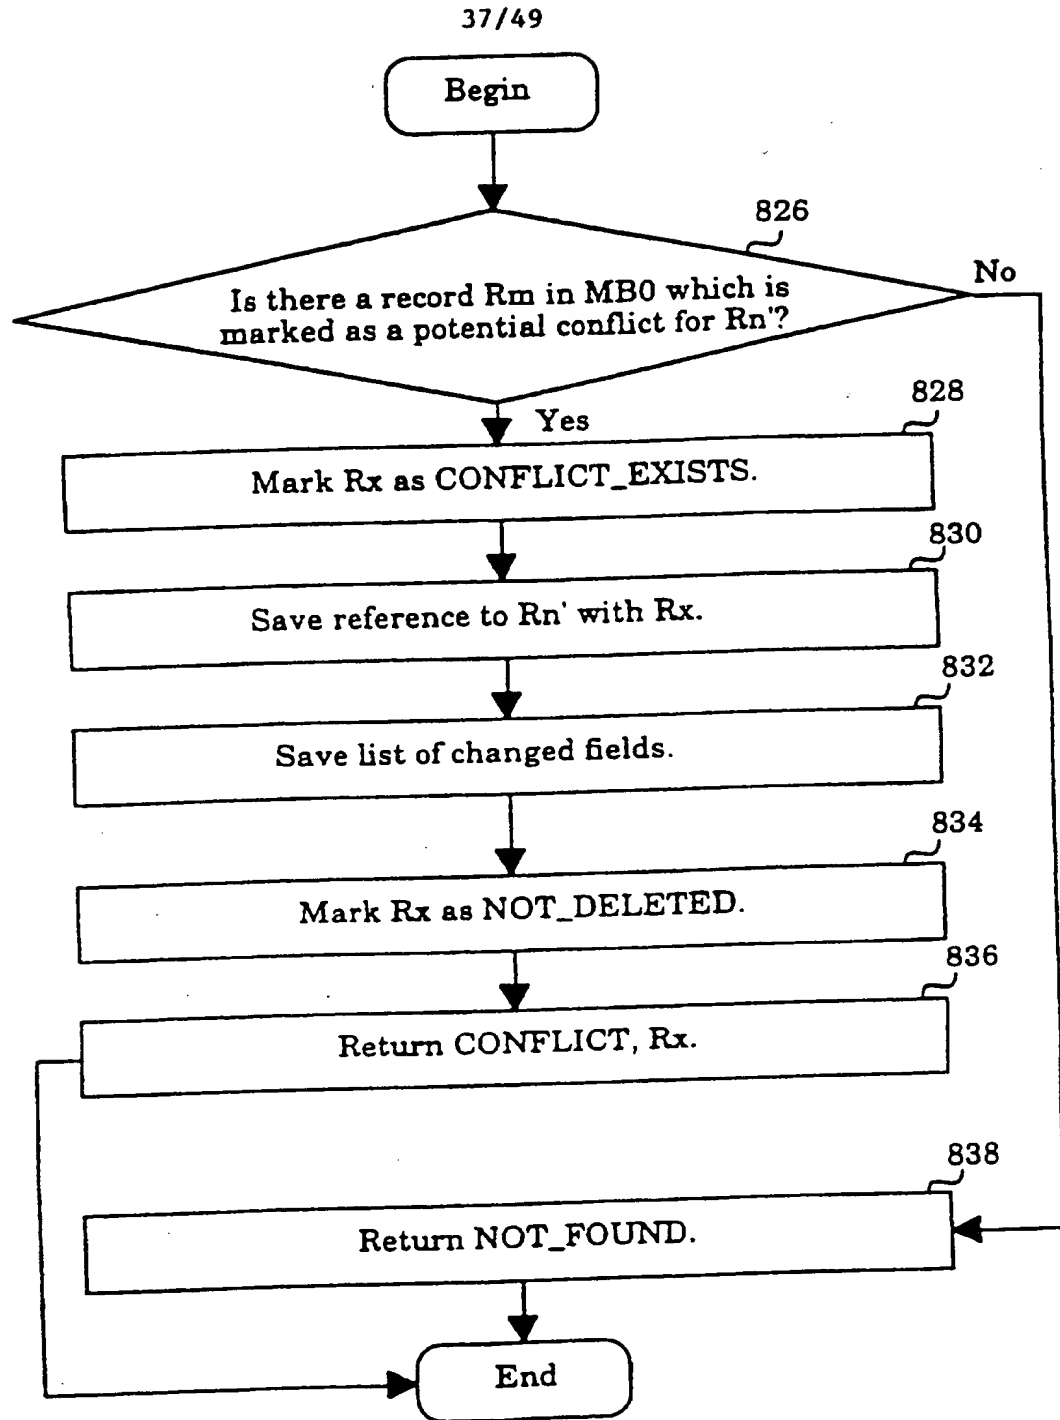 37/49
Begin
826
No
Is there a record Rm in MB0 which is
marked as a potential conflict for Rn'?
Yes
828
Mark Rx as CONFLICT_EXISTS.
830
Save reference to Rn' with Rx.
832
Save list of changed fields.
834
Mark Rx as NOT_DELETED.
836
Return CONFLICT, Rx.
838
Return NOT_FOUND.
End